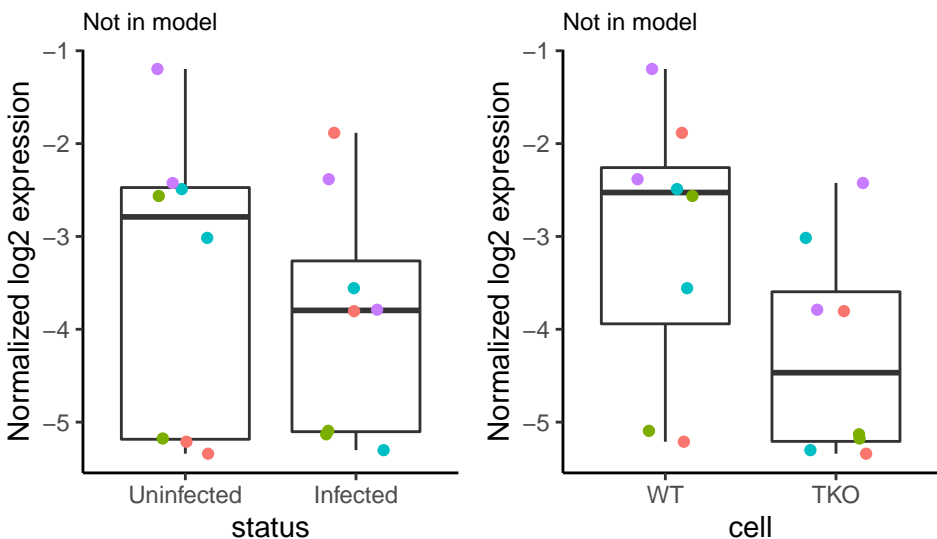 Not in model
Normalized log2 expression
−1
−2
−3
−4
−5
Uninfected
Infected
status
Not in model
Normalized log2 expression
−1
−2
−3
−4
−5
WT
TKO
cell